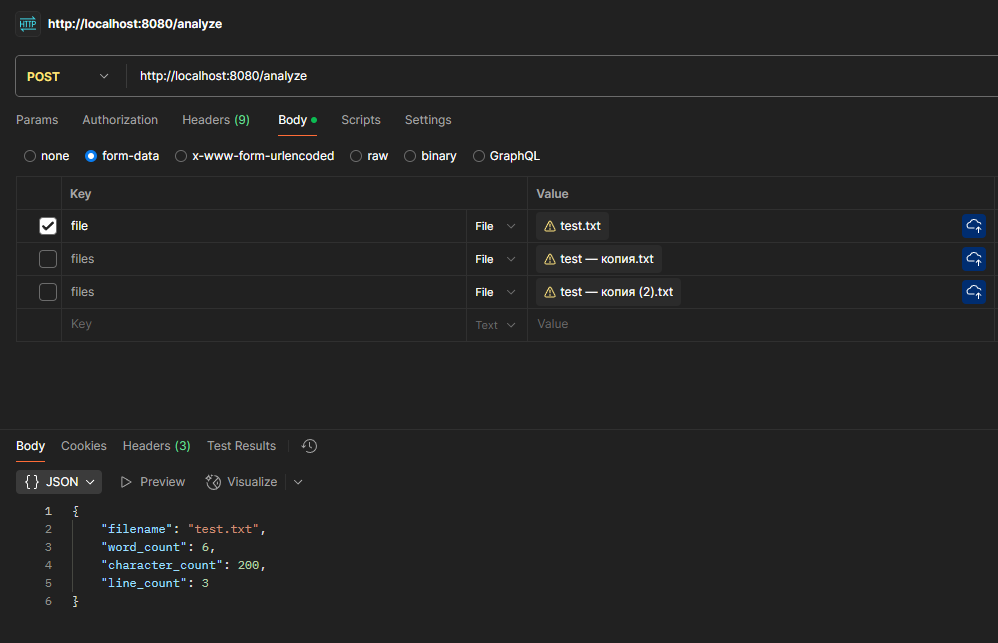 HTTP http://localhost:8080/analyze
POST http://localhost:8080/analyze
Params Authorization Headers (9) Body Scripts Settings
none form-data x-www-form-urlencoded raw binary GraphQL
Key Value
file File test.txt
files File test — копия.txt
files File test — копия (2).txt
Key Text Value
Body Cookies Headers (3) Test Results
{} JSON Preview Visualize
1 {
2 "filename": "test.txt",
3 "word_count": 6,
4 "character_count": 200,
5 "line_count": 3
6 }